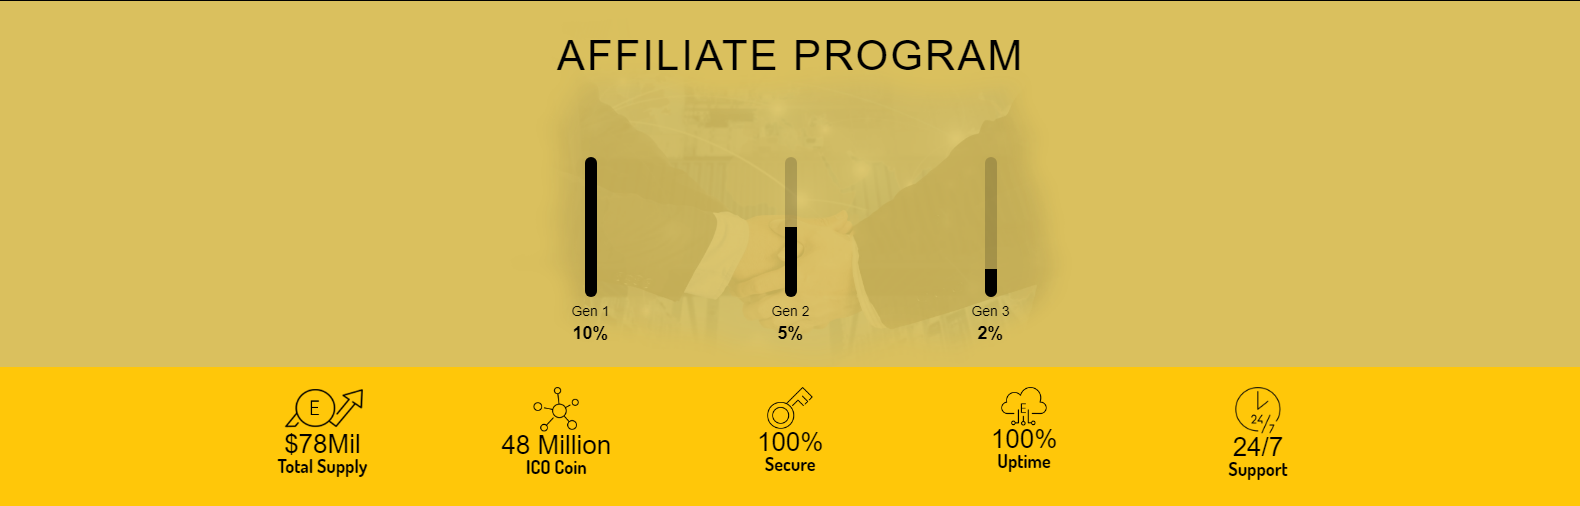 AFFILIATE PROGRAM
Gen 1
10%
Gen 2
5%
Gen 3
2%
E
$78Mil
Total Supply
48 Million
ICO Coin
100%
Secure
E
100%
Uptime
24/7
24/7
Support